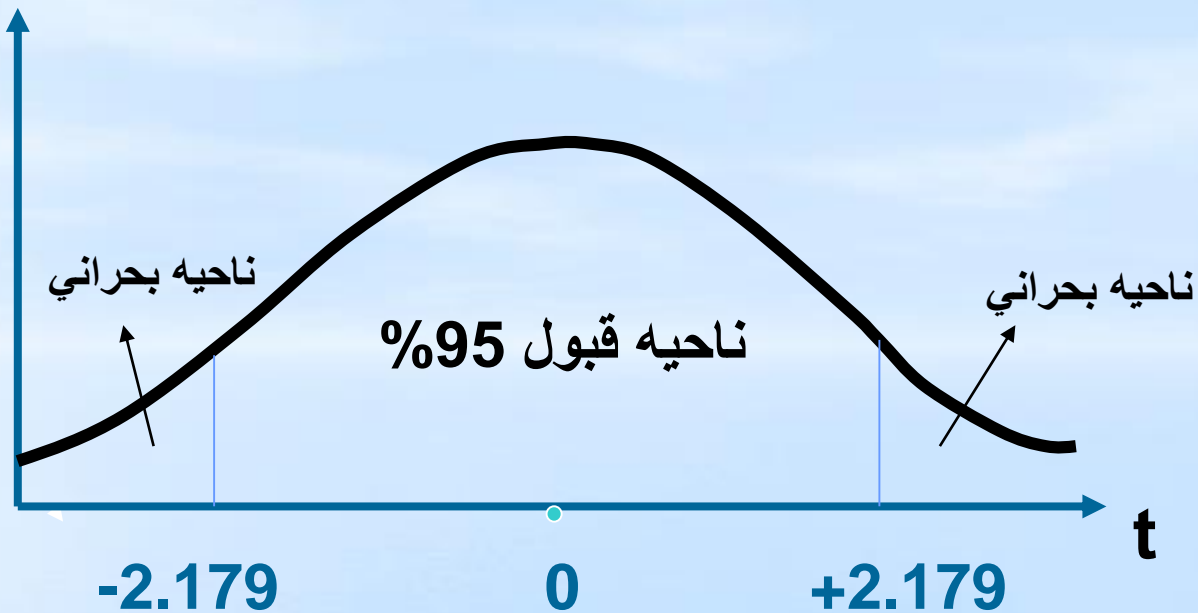 ناحيه بحراني
ناحيه بحراني
ناحيه قبول 95%
t
-2.179
0
+2.179